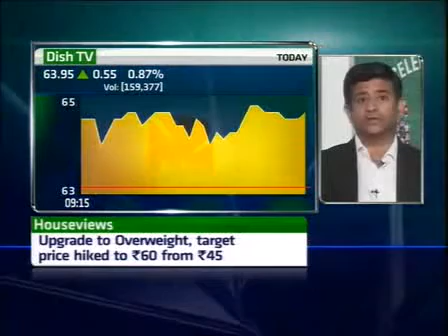 Dish TV
TODAY
63.95 ▲ 0.55 0.87%
Vol: [159,377]
65
63
09:15
Houseviews
Upgrade to Overweight, target
price hiked to ₹60 from ₹45